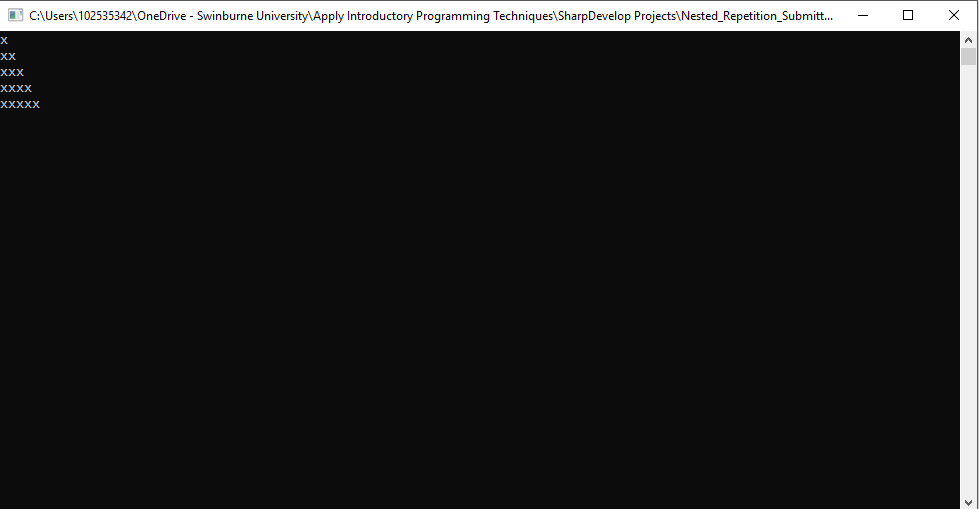 C:\Users\102535342\OneDrive - Swinburne University\Apply Introductory Programming Techniques\SharpDevelop Projects\Nested_Repetition_Submitt...
x
xx
xxx
xxxx
xxxxx